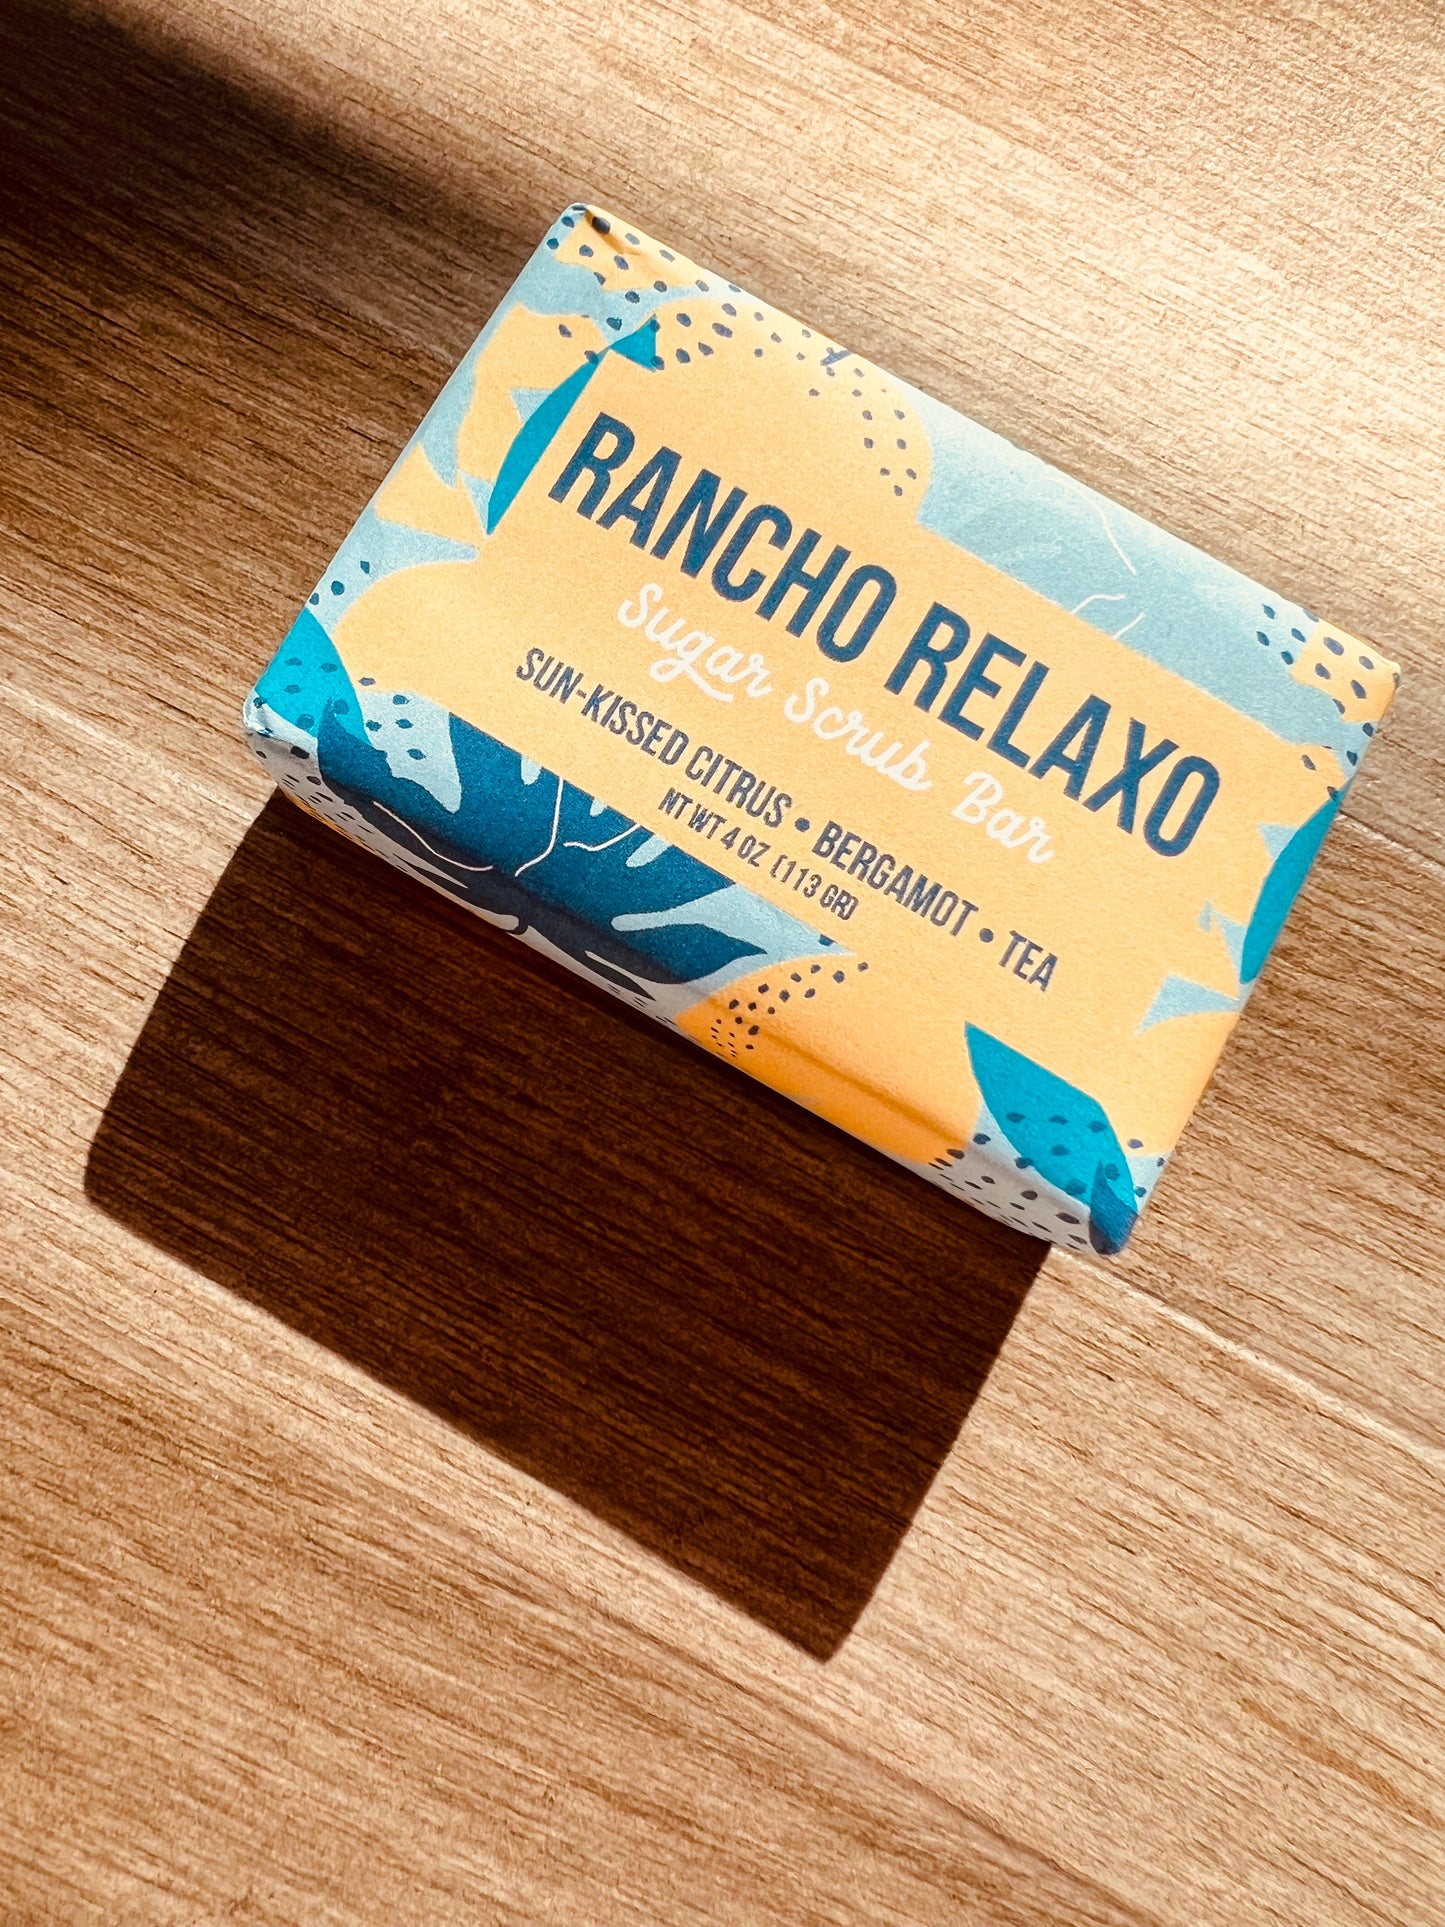 RANCHO RELAXO
Sugar Scrub Bar
SUN-KISSED CITRUS • BERGAMOT • TEA
NT WT 4 OZ (113 GR)